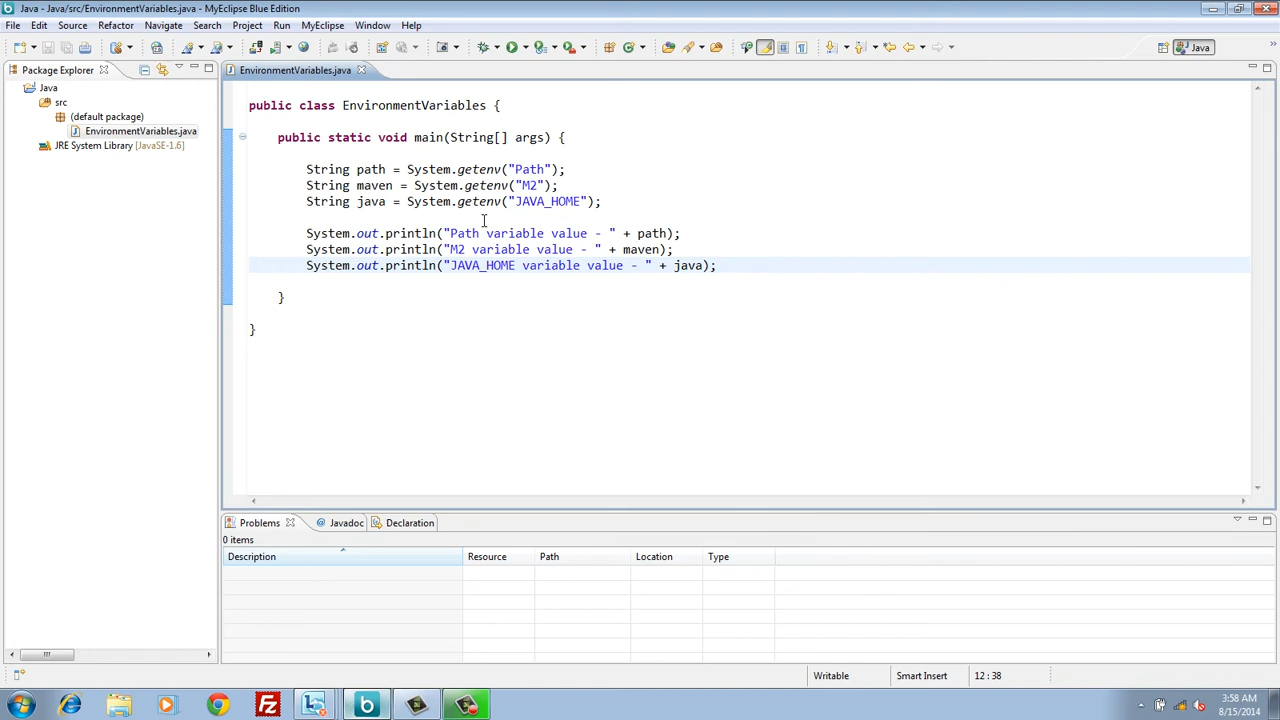 Java - Java/src/EnvironmentVariables.java - MyEclipse Blue Edition
File Edit Source Refactor Navigate Search Project Run MyEclipse Window Help
Java
Package Explorer
Java
src
(default package)
EnvironmentVariables.java
JRE System Library [JavaSE-1.6]
EnvironmentVariables.java
public class EnvironmentVariables {
public static void main(String[] args) {
String path = System.getenv("Path");
String maven = System.getenv("M2");
String java = System.getenv("JAVA_HOME");
System.out.println("Path variable value - " + path);
System.out.println("M2 variable value - " + maven);
System.out.println("JAVA_HOME variable value - " + java);
}
}
Problems Javadoc Declaration
0 items
Description Resource Path Location Type
Writable Smart Insert 12 : 38
3:58 AM
8/15/2014